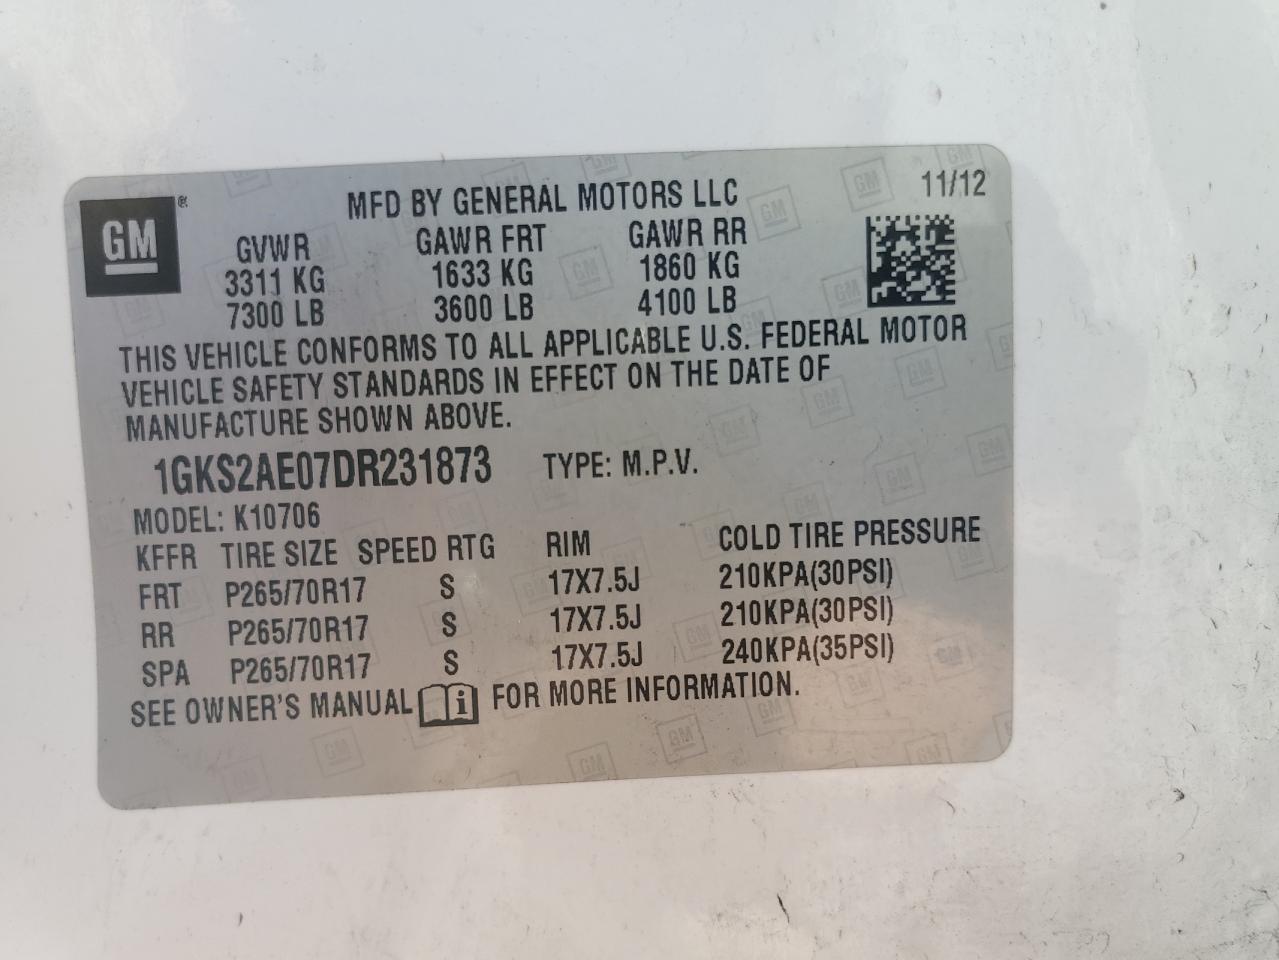 GM®
MFD BY GENERAL MOTORS LLC 11/12
GVWR GAWR FRT GAWR RR
3311 KG 1633 KG 1860 KG
7300 LB 3600 LB 4100 LB
THIS VEHICLE CONFORMS TO ALL APPLICABLE U.S. FEDERAL MOTOR
VEHICLE SAFETY STANDARDS IN EFFECT ON THE DATE OF
MANUFACTURE SHOWN ABOVE.
1GKS2AE07DR231873 TYPE: M.P.V.
MODEL: K10706
KFFR TIRE SIZE SPEED RTG RIM COLD TIRE PRESSURE
FRT P265/70R17 S 17X7.5J 210KPA(30PSI)
RR P265/70R17 S 17X7.5J 210KPA(30PSI)
SPA P265/70R17 S 17X7.5J 240KPA(35PSI)
SEE OWNER'S MANUAL i FOR MORE INFORMATION.